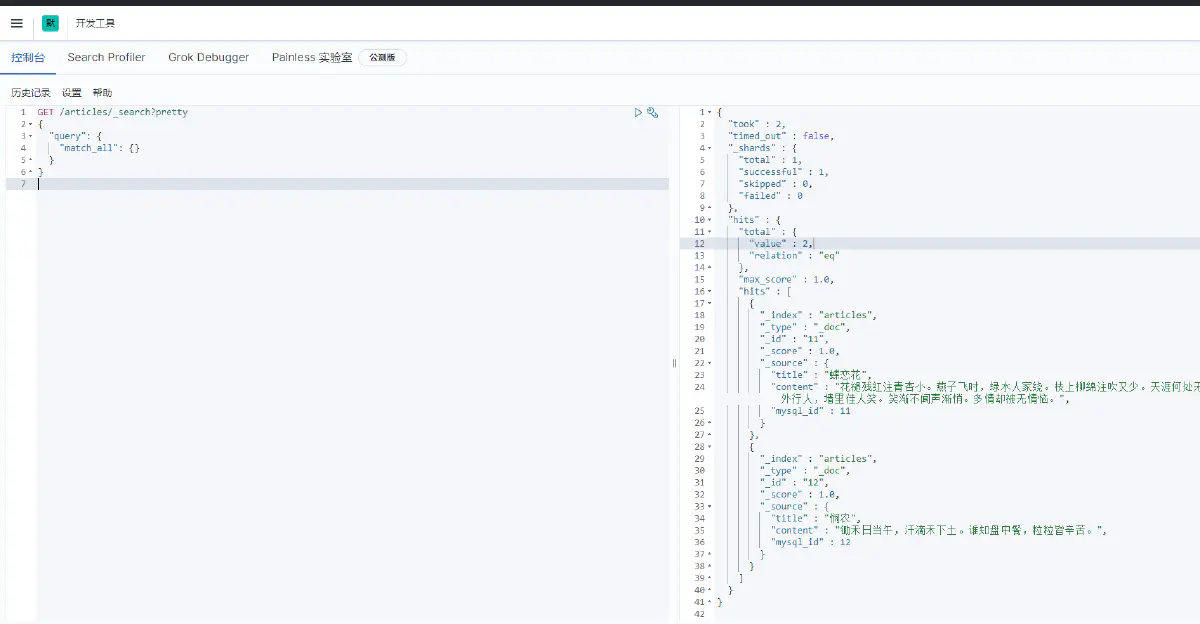 默 开发工具
控制台 Search Profiler Grok Debugger Painless 实验室 公测版
历史记录 设置 帮助
1 GET /articles/_search?pretty
2 {
3 "query": {
4 "match_all": {}
5 }
6 }
7
1 {
2 "took" : 2,
3 "timed_out" : false,
4 "_shards" : {
5 "total" : 1,
6 "successful" : 1,
7 "skipped" : 0,
8 "failed" : 0
9 },
10 "hits" : {
11 "total" : {
12 "value" : 2,
13 "relation" : "eq"
14 },
15 "max_score" : 1.0,
16 "hits" : [
17 {
18 "_index" : "articles",
19 "_type" : "_doc",
20 "_id" : "11",
21 "_score" : 1.0,
22 "_source" : {
23 "title" : "蝶恋花",
24 "content" : "花褪残红注青杏小。燕子飞时，绿水人家绕。枝上柳绵注吹又少。天涯何处无
外行人，墙里佳人笑。笑渐不闻声渐悄。多情却被无情恼。",
25 "mysql_id" : 11
26 }
27 },
28 {
29 "_index" : "articles",
30 "_type" : "_doc",
31 "_id" : "12",
32 "_score" : 1.0,
33 "_source" : {
34 "title" : "悯农",
35 "content" : "锄禾日当午，汗滴禾下土。谁知盘中餐，粒粒皆辛苦。",
36 "mysql_id" : 12
37 }
38 }
39 ]
40 }
41 }
42